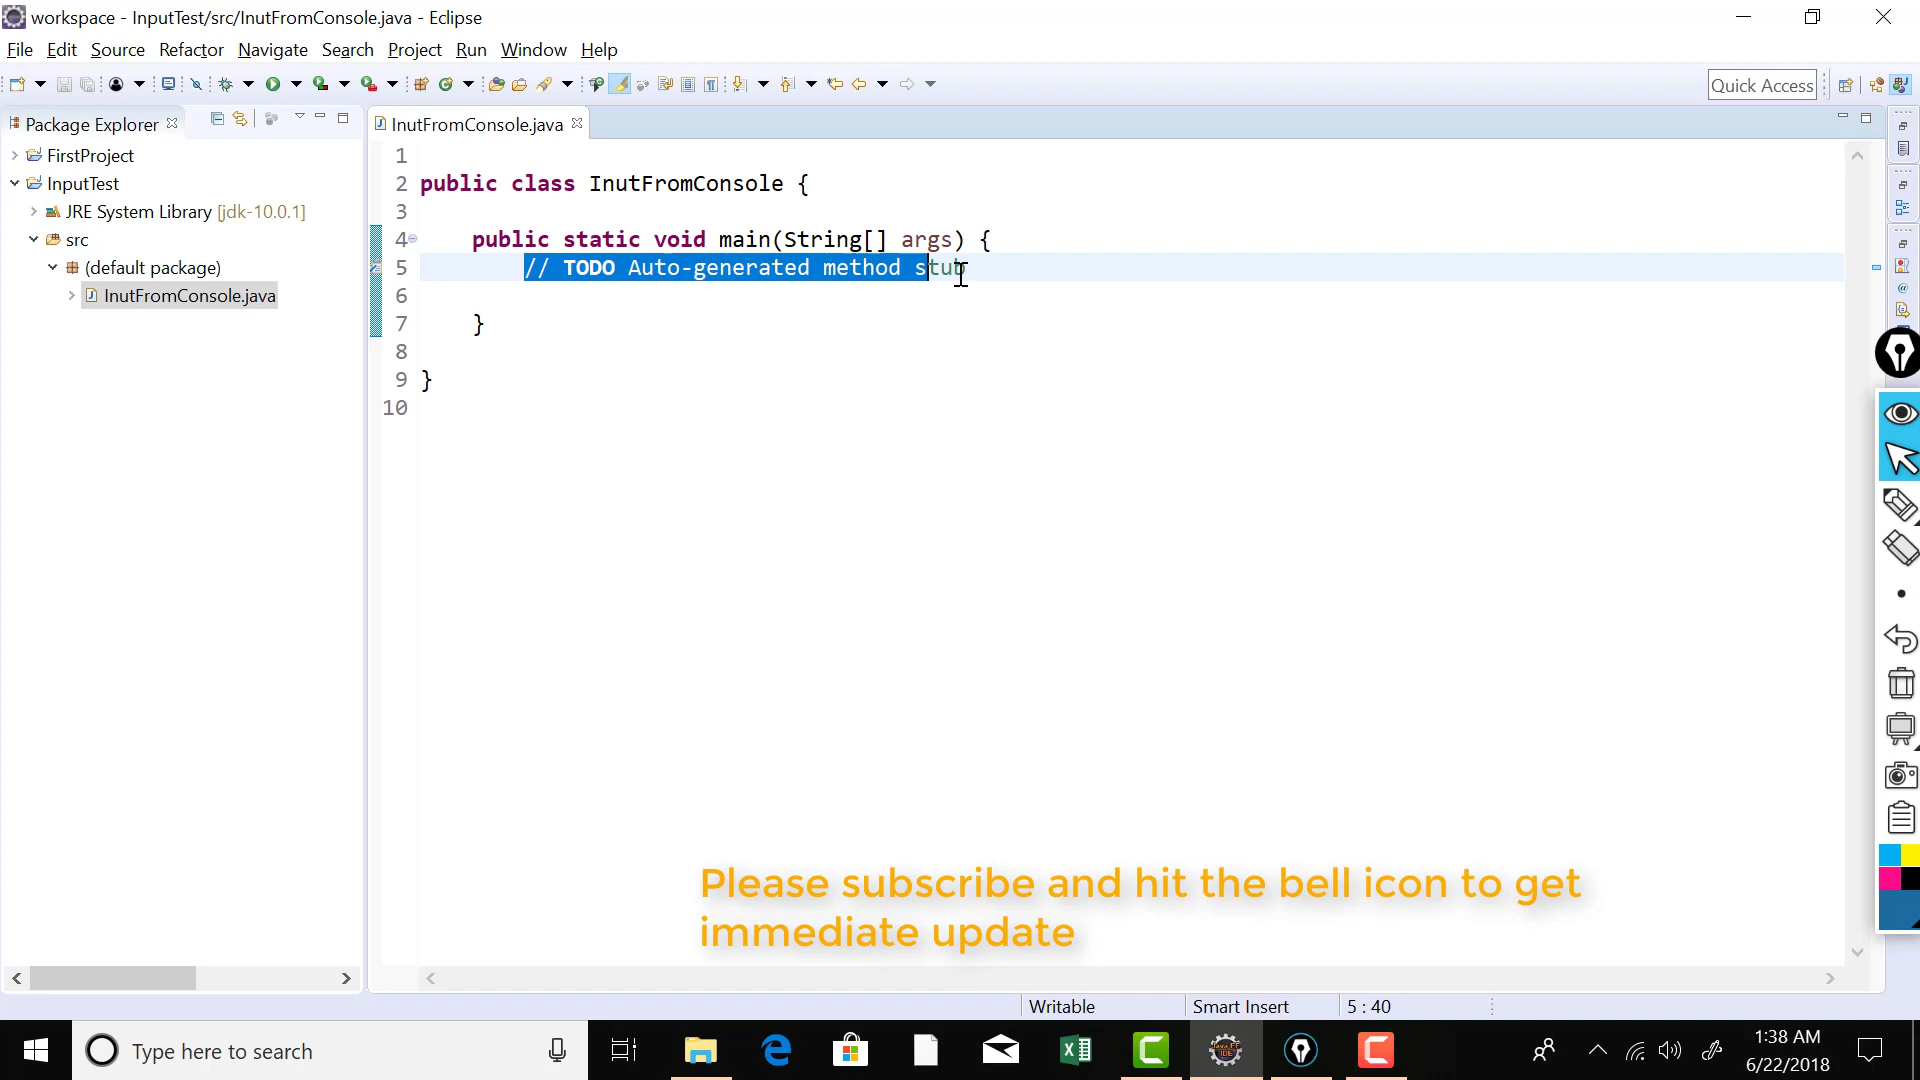 workspace - InputTest/src/InutFromConsole.java - Eclipse
File Edit Source Refactor Navigate Search Project Run Window Help
Quick Access
Package Explorer
InutFromConsole.java
FirstProject
InputTest
JRE System Library [jdk-10.0.1]
src
(default package)
InutFromConsole.java
1
2 public class InutFromConsole {
3
4 public static void main(String[] args) {
5 // TODO Auto-generated method stub
6
7 }
8
9 }
10
Please subscribe and hit the bell icon to get
immediate update
Writable Smart Insert 5 : 40
Type here to search
1:38 AM
6/22/2018